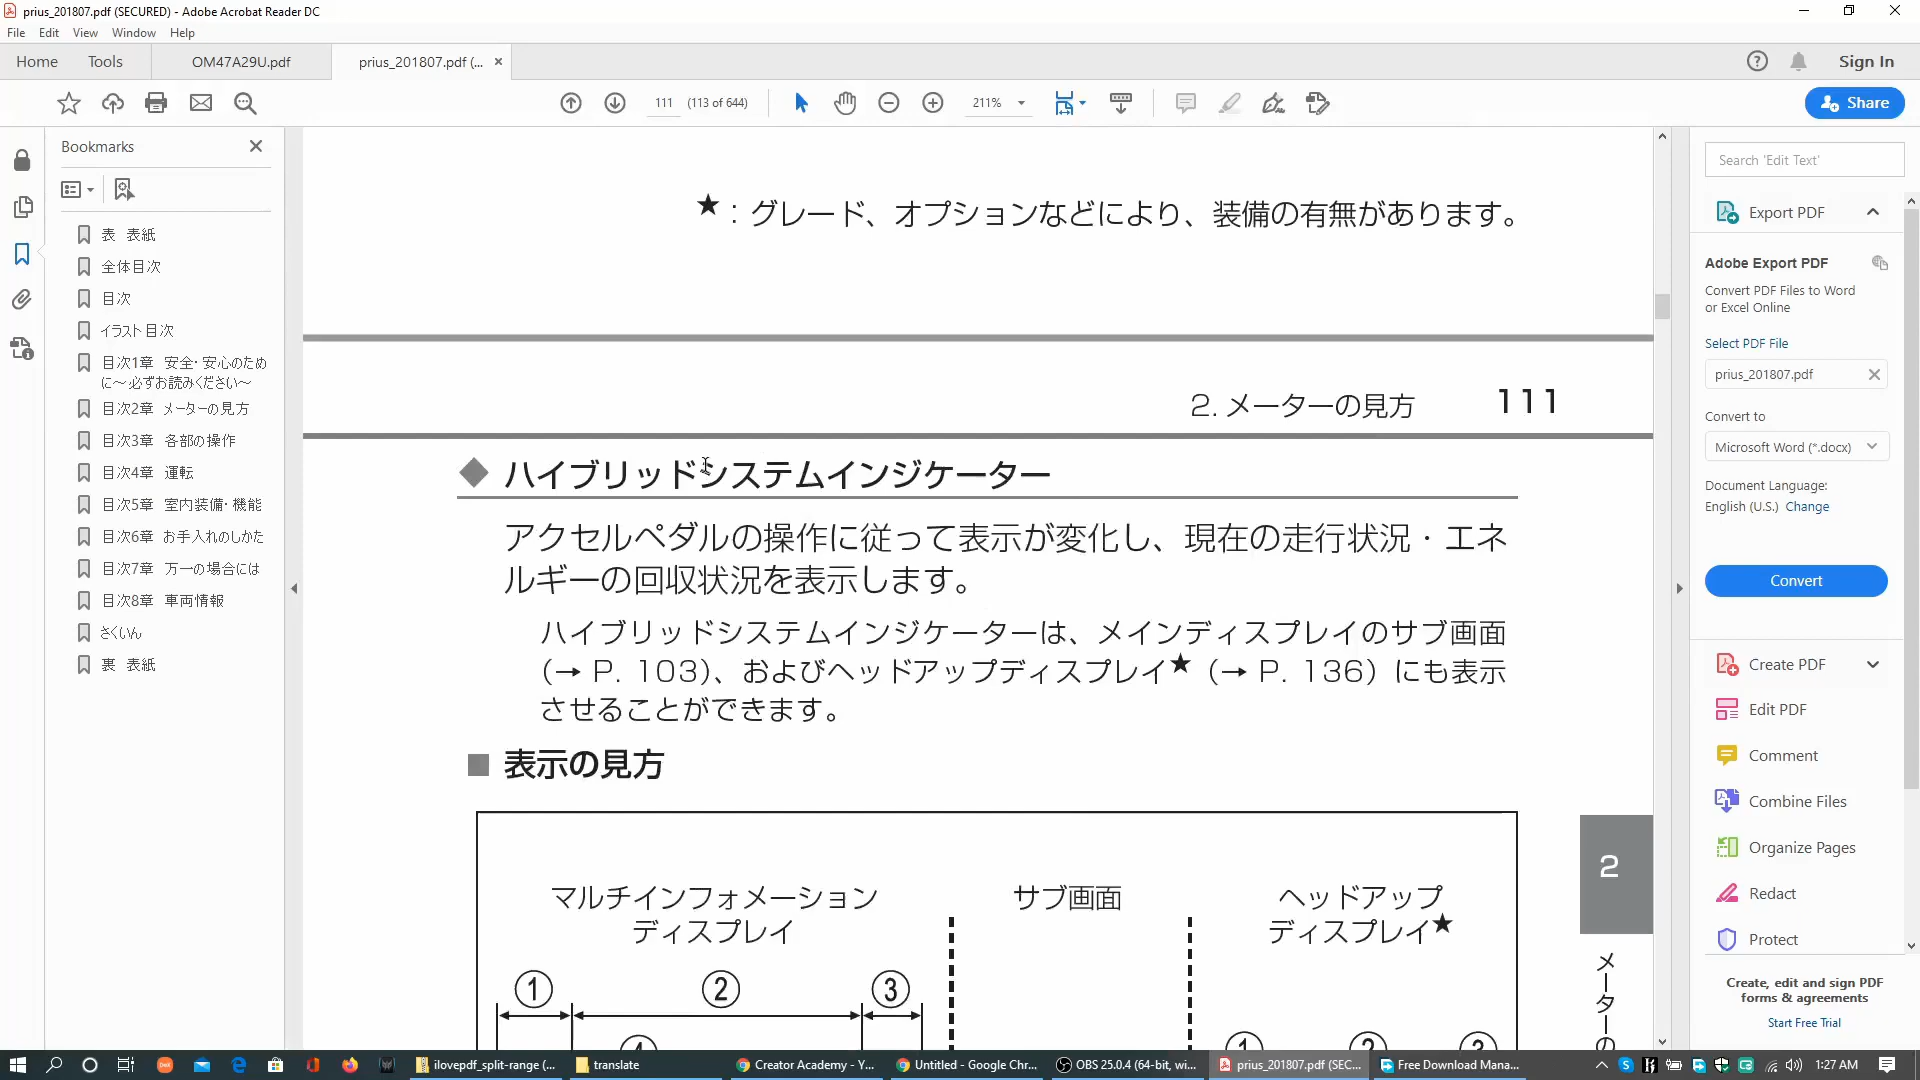 prius_201807.pdf (SECURED) - Adobe Acrobat Reader DC
File Edit View Window Help
Home Tools OM47A29U.pdf prius_201807.pdf (... × Sign In
111 (113 of 644) 211% Share
Bookmarks
表 表紙
全体目次
目次
イラスト目次
目次1章 安全・安心のため
に～必ずお読みください～
目次2章 メーターの見方
目次3章 各部の操作
目次4章 運転
目次5章 室内装備・機能
目次6章 お手入れのしかた
目次7章 万一の場合には
目次8章 車両情報
さくいん
裏 表紙
★：グレード、オプションなどにより、装備の有無があります。
2. メーターの見方 111
◆ ハイブリッドシステムインジケーター
アクセルペダルの操作に従って表示が変化し、現在の走行状況・エネ
ルギーの回収状況を表示します。
ハイブリッドシステムインジケーターは、メインディスプレイのサブ画面
(→ P. 103)、およびヘッドアップディスプレイ★ (→ P. 136) にも表示
させることができます。
■ 表示の見方
マルチインフォメーション
ディスプレイ
サブ画面
ヘッドアップ
ディスプレイ★
① ② ③
④ ① ② ③
2
メーターの
Search 'Edit Text'
Export PDF
Adobe Export PDF
Convert PDF Files to Word
or Excel Online
Select PDF File
prius_201807.pdf
Convert to
Microsoft Word (*.docx)
Document Language:
English (U.S.) Change
Convert
Create PDF
Edit PDF
Comment
Combine Files
Organize Pages
Redact
Protect
Create, edit and sign PDF
forms & agreements
Start Free Trial
ilovepdf_split-range (... translate Creator Academy - Y... Untitled - Google Chr... OBS 25.0.4 (64-bit, wi... prius_201807.pdf (SEC... Free Download Mana... 1:27 AM